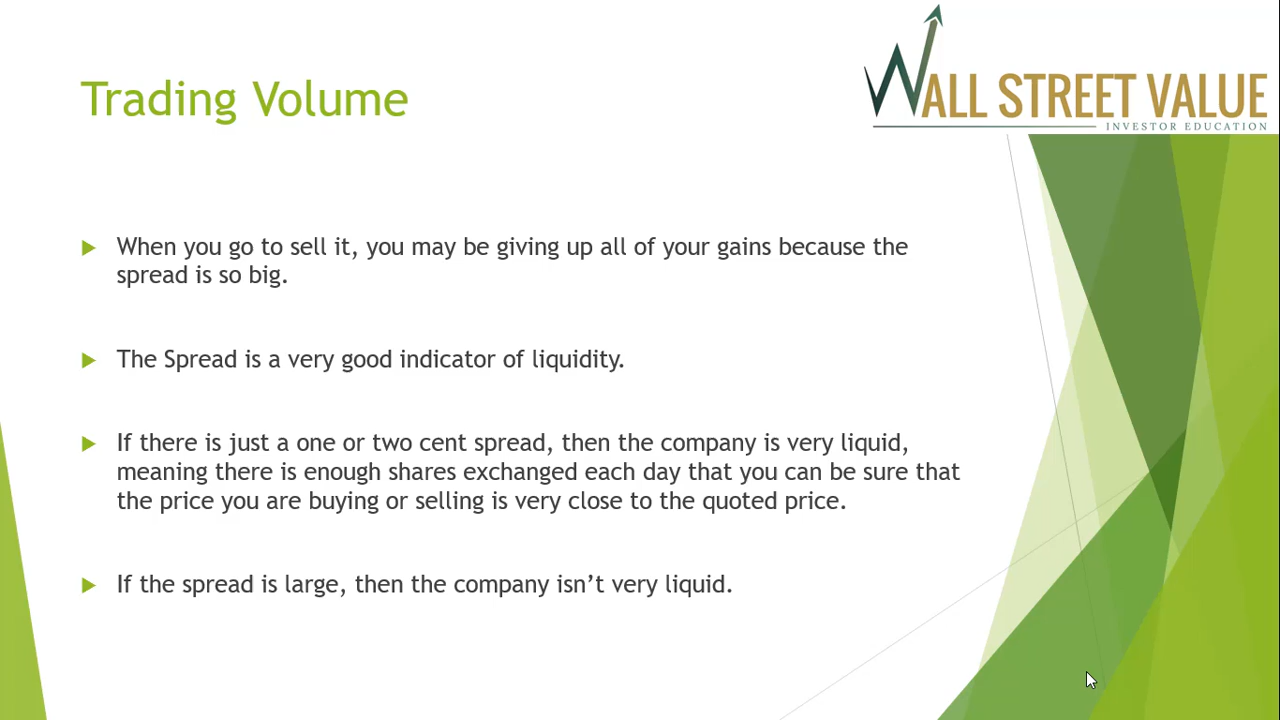 WALL STREET VALUE
INVESTOR EDUCATION
Trading Volume
When you go to sell it, you may be giving up all of your gains because the
spread is so big.
The Spread is a very good indicator of liquidity.
If there is just a one or two cent spread, then the company is very liquid,
meaning there is enough shares exchanged each day that you can be sure that
the price you are buying or selling is very close to the quoted price.
If the spread is large, then the company isn’t very liquid.